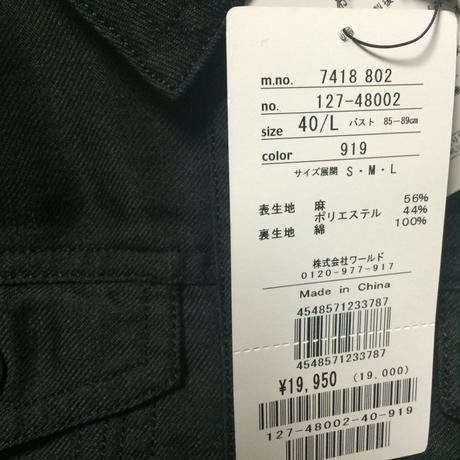 m.no. 7418 802
no. 127-48002
size 40/L バスト 85-89cm
color 919
サイズ展開 S・M・L
表生地 麻 56%
ポリエステル 44%
裏生地 綿 100%
株式会社ワールド
0120-977-917
Made in China
4548571233787
4548571233787
¥19,950 (19,000)
127-48002-40-919